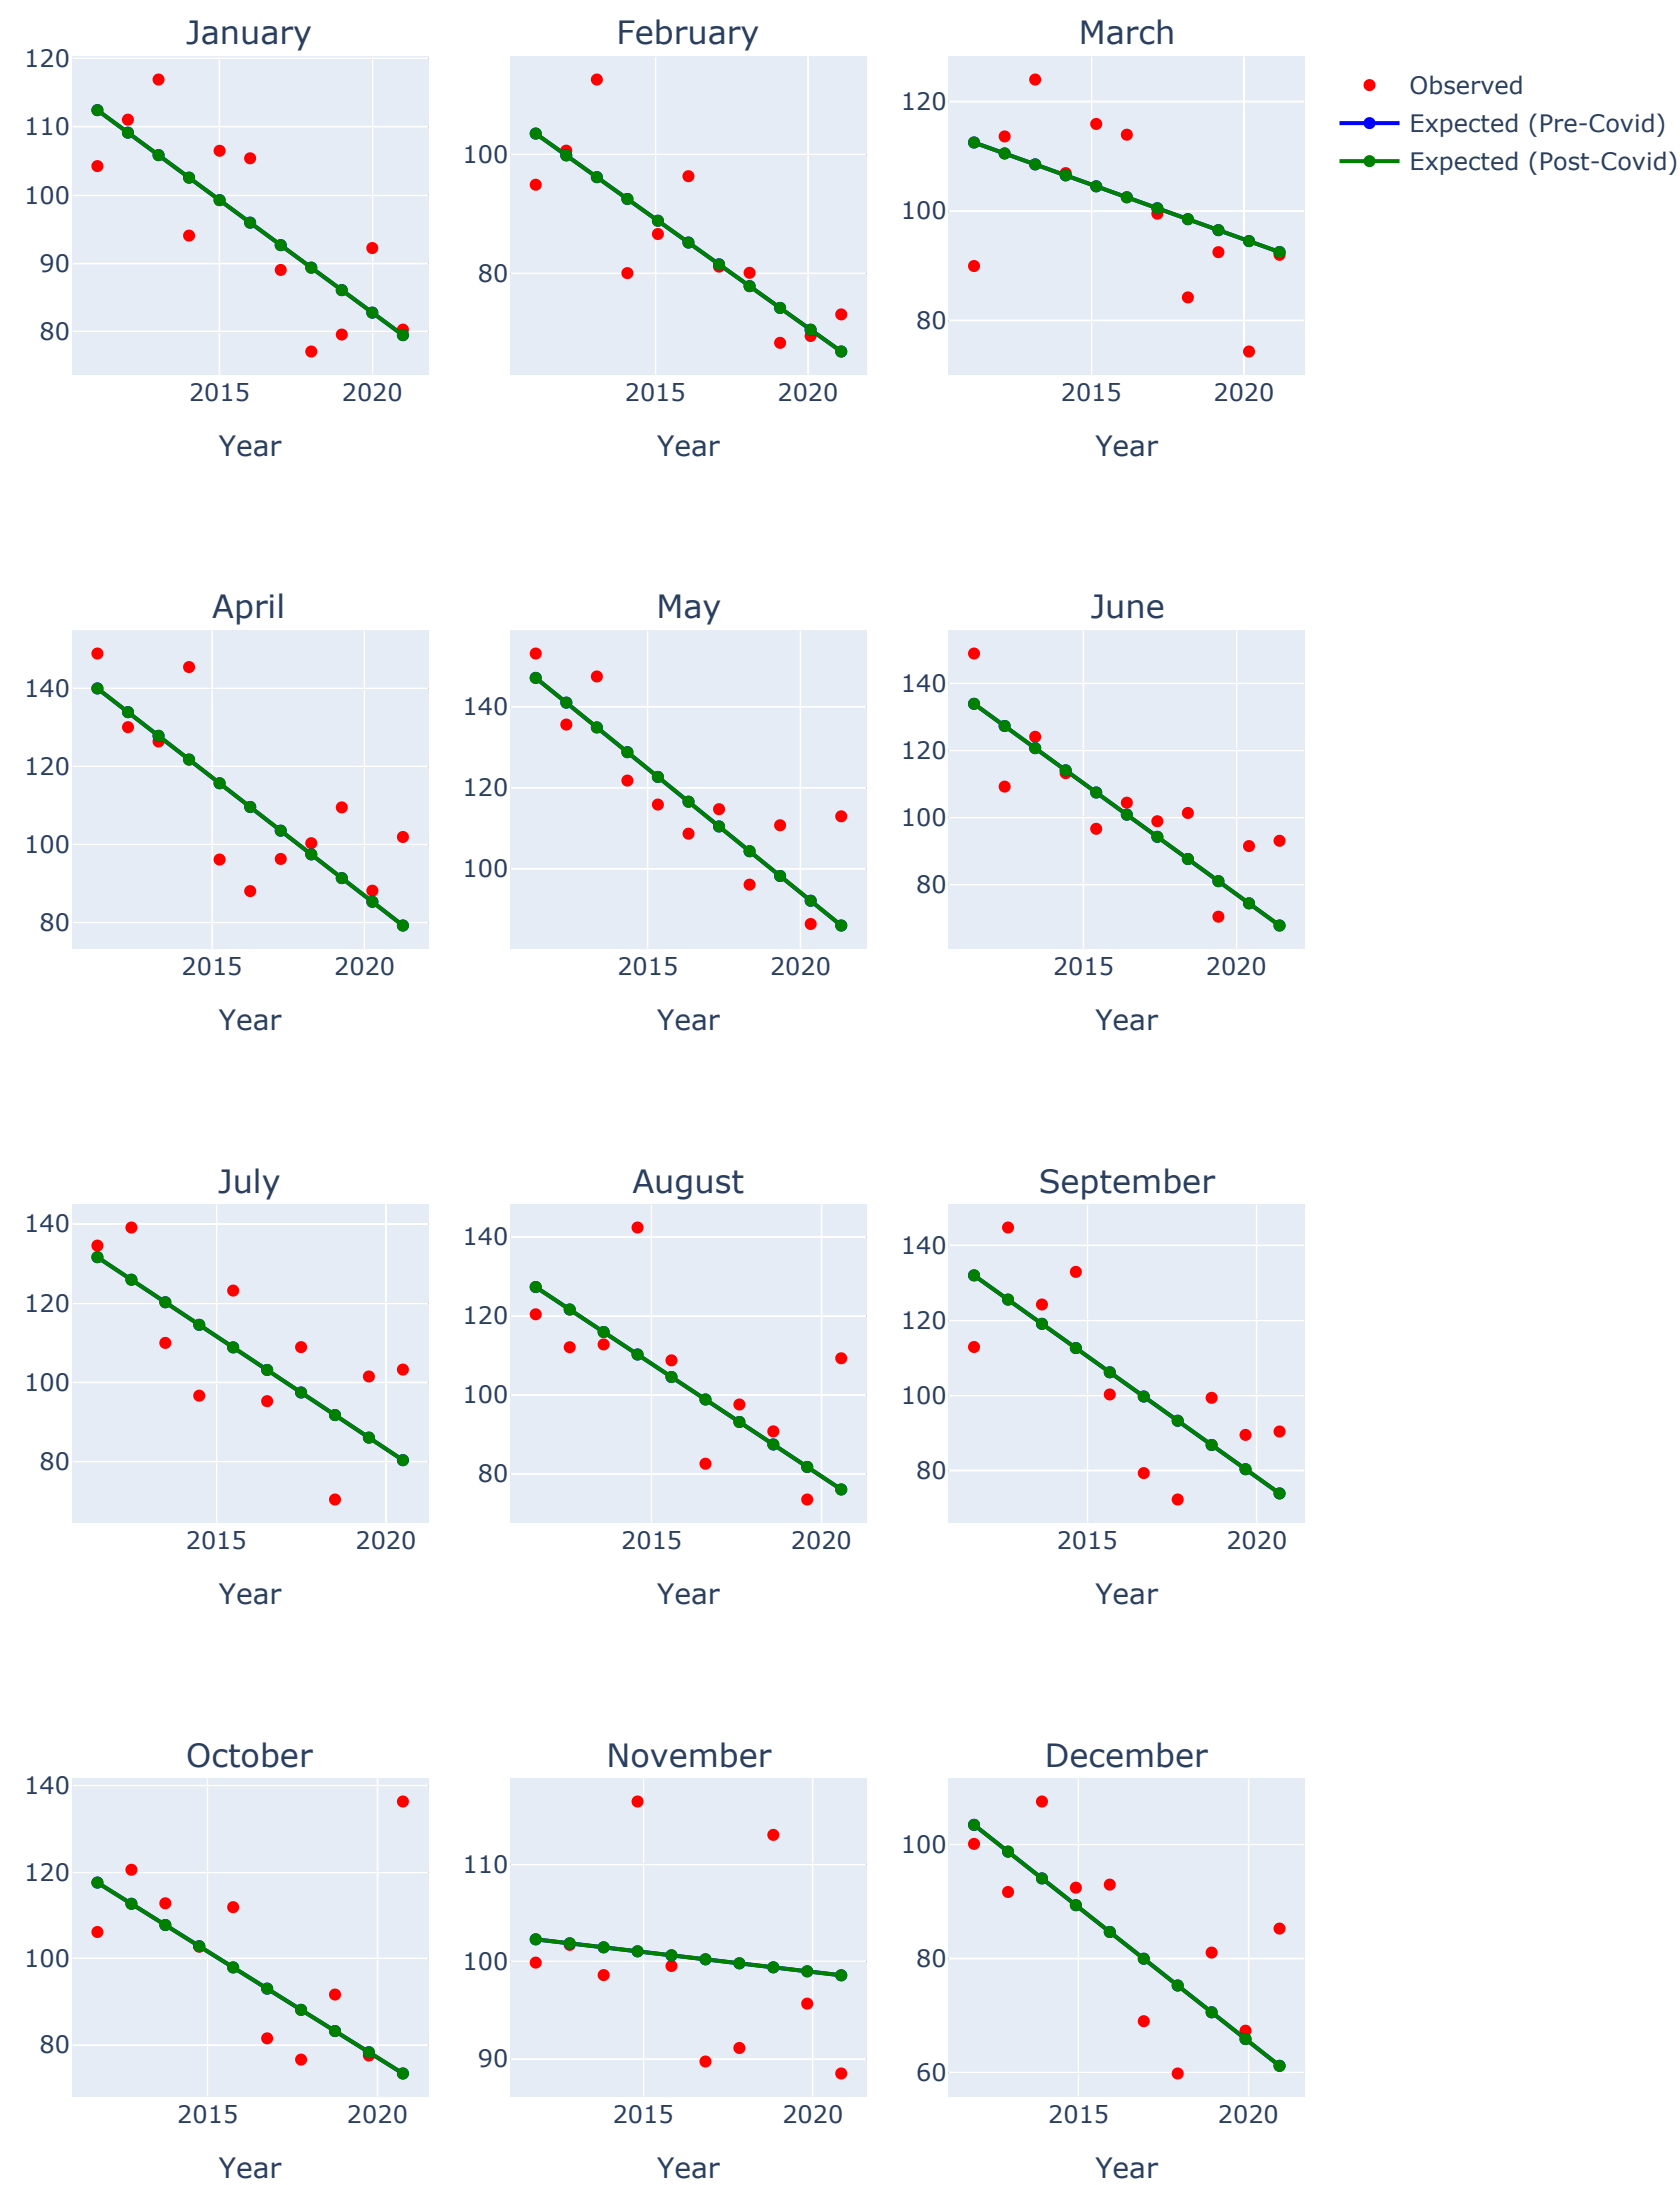 January
February
March
120
110
100
90
80
2015
2020
Year
100
80
2015
2020
Year
120
100
80
2015
2020
Year
Observed
Expected (Pre-Covid)
Expected (Post-Covid)
April
May
June
140
120
100
80
2015
2020
Year
140
120
100
2015
2020
Year
140
120
100
80
2015
2020
Year
July
August
September
140
120
100
80
2015
2020
Year
140
120
100
80
2015
2020
Year
140
120
100
80
2015
2020
Year
October
November
December
140
120
100
80
2015
2020
Year
110
100
90
2015
2020
Year
100
80
60
2015
2020
Year